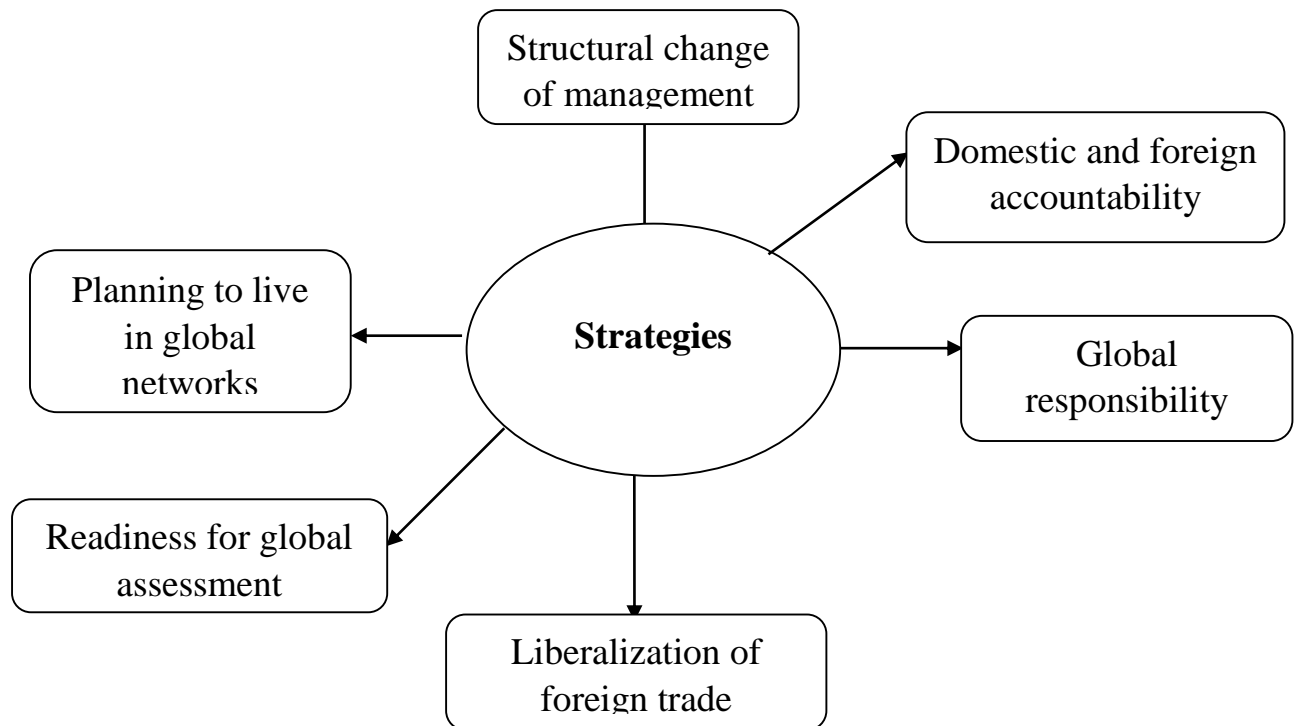 Structural change
of management
Domestic and foreign
accountability
Planning to live
in global
networks
Strategies
Global
responsibility
Readiness for global
assessment
Liberalization of
foreign trade